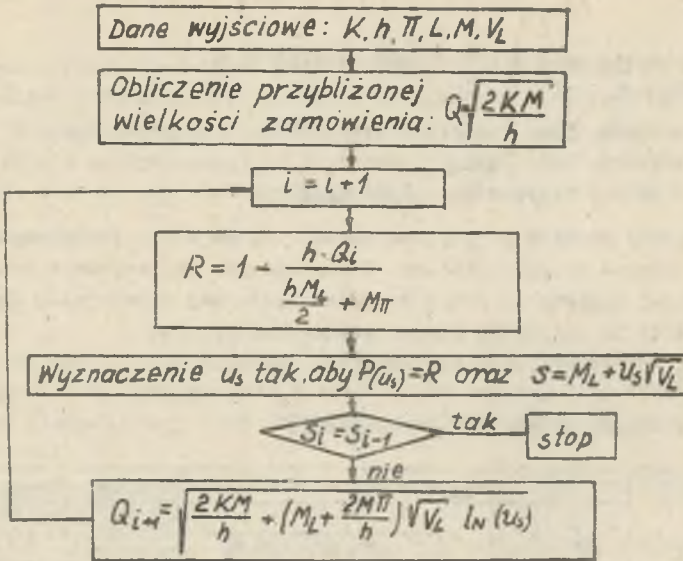 Dane wyjściowe: K, h, Π, L, M, V_L
Obliczenie przybliżonej
wielkości zamówienia: Q=√(2KM/h)
i = i+1
R = 1 - (h·Qi)/(hM_L/2 + MΠ)
Wyznaczenie u_s tak, aby P(u_s)=R oraz s=M_L+u_s√V_L
s_i = s_i-1
tak
stop
nie
Q_i+1 = √(2KM/h + (M_L + 2MΠ/h)√V_L I_N(u_s))